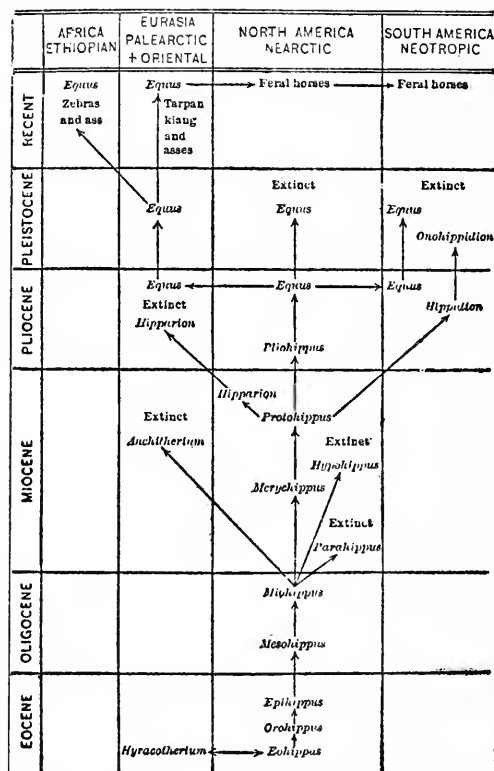 AFRICA
ETHIOPIAN
EURASIA
PALEARCTIC
+ ORIENTAL
NORTH AMERICA
NEARCTIC
SOUTH AMERICA
NEOTROPIC
RECENT
Equus
Zebras
and ass
Equus
Tarpan
kiang
and
asses
Feral horses
Feral horses
PLEISTOCENE
Equus
Extinct
Equus
Extinct
Equus
Onohippidion
PLIOCENE
Equus
Extinct
Hipparion
Equus
Pliohippus
Equus
Hippidion
MIOCENE
Hipparion
Protohippus
Extinct
Anchitherium
Extinct
Hypohippus
Merychippus
Extinct
Parahippus
OLIGOCENE
Miohippus
Mesohippus
EOCENE
Epihippus
Orohippus
Hyracotherium
Eohippus